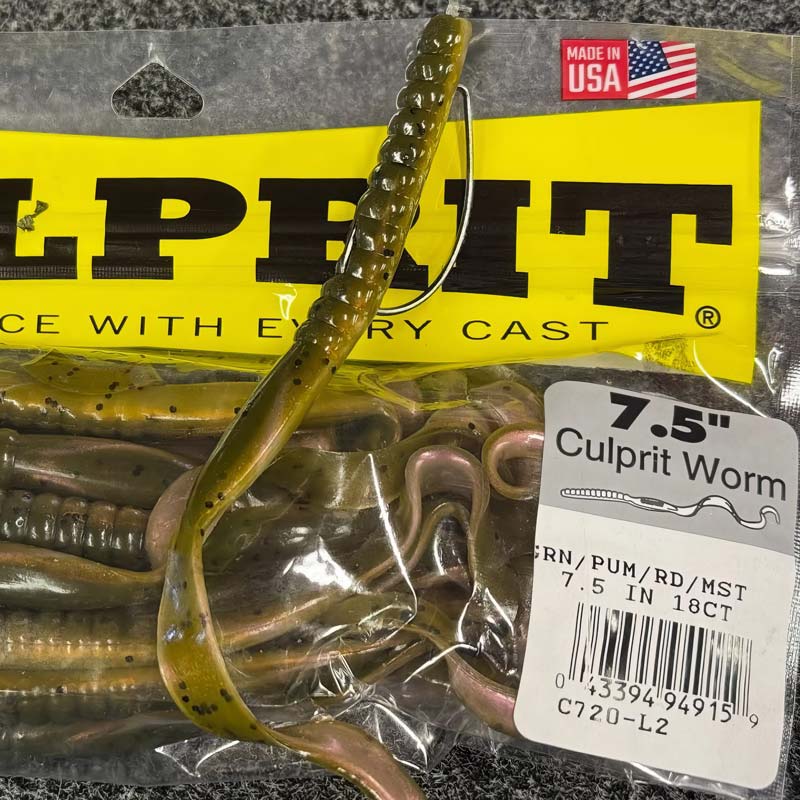 MADE IN
USA
LPRIT®
CE WITH EVERY CAST
7.5"
Culprit Worm
GRN/PUM/RD/MST
7.5 IN 18CT
0 43394 94915 9
C720-L2